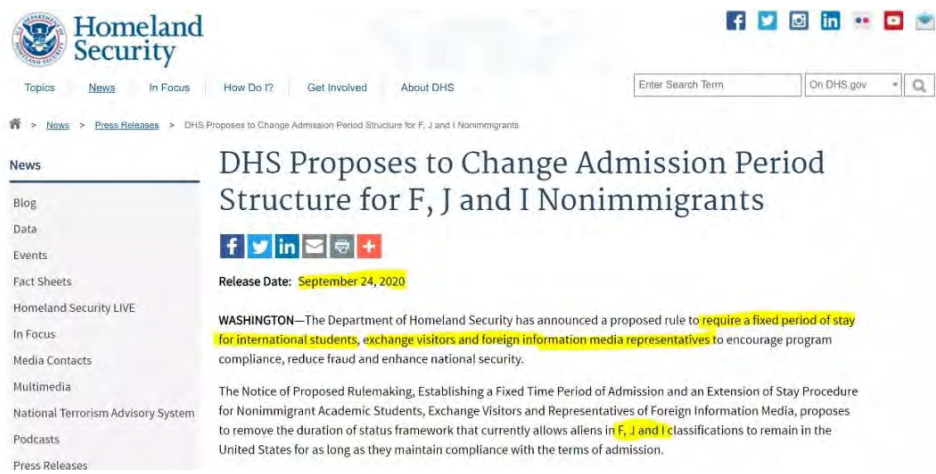 Homeland
Security
Topics News In Focus How Do I? Get Involved About DHS
Enter Search Term On DHS.gov
> News > Press Releases > DHS Proposes to Change Admission Period Structure for F, J and I Nonimmigrants
News
Blog
Data
Events
Fact Sheets
Homeland Security LIVE
In Focus
Media Contacts
Multimedia
National Terrorism Advisory System
Podcasts
Press Releases
DHS Proposes to Change Admission Period
Structure for F, J and I Nonimmigrants
Release Date: September 24, 2020
WASHINGTON—The Department of Homeland Security has announced a proposed rule to require a fixed period of stay
for international students, exchange visitors and foreign information media representatives to encourage program
compliance, reduce fraud and enhance national security.
The Notice of Proposed Rulemaking, Establishing a Fixed Time Period of Admission and an Extension of Stay Procedure
for Nonimmigrant Academic Students, Exchange Visitors and Representatives of Foreign Information Media, proposes
to remove the duration of status framework that currently allows aliens in F, J and I classifications to remain in the
United States for as long as they maintain compliance with the terms of admission.